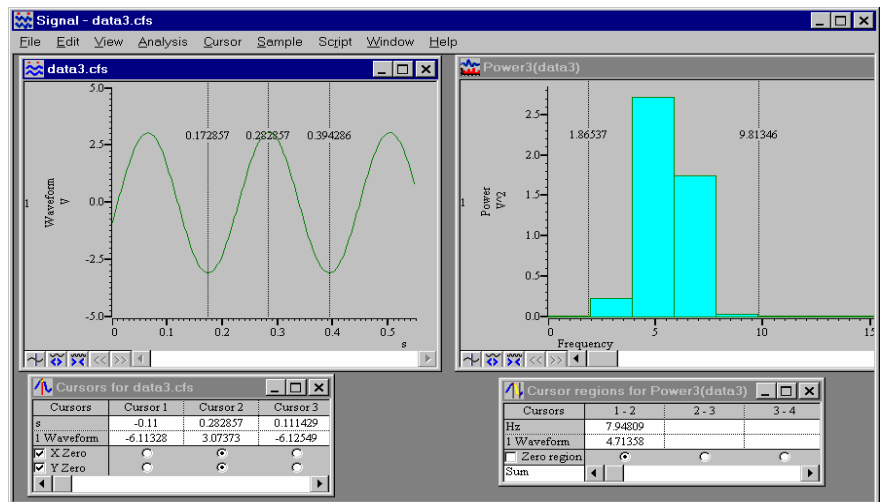 Signal - data3.cfs
File Edit View Analysis Cursor Sample Script Window Help
data3.cfs
5.0
2.5
0.0
-2.5
-5.0
1
Waveform
V
0.172857 0.282857 0.394286
0 0.1 0.2 0.3 0.4 0.5
s
Power3(data3)
2.5
2.0
1.5
1.0
0.5
0.0
1
Power
V^2
1.86537 9.81346
0 5 10 15
Frequency
Cursors for data3.cfs
Cursors Cursor 1 Cursor 2 Cursor 3
s -0.11 0.282857 0.111429
1 Waveform -6.11328 3.07373 -6.12549
X Zero
Y Zero
Cursor regions for Power3(data3)
Cursors 1 - 2 2 - 3 3 - 4
Hz 7.94809
1 Waveform 4.71358
Zero region
Sum